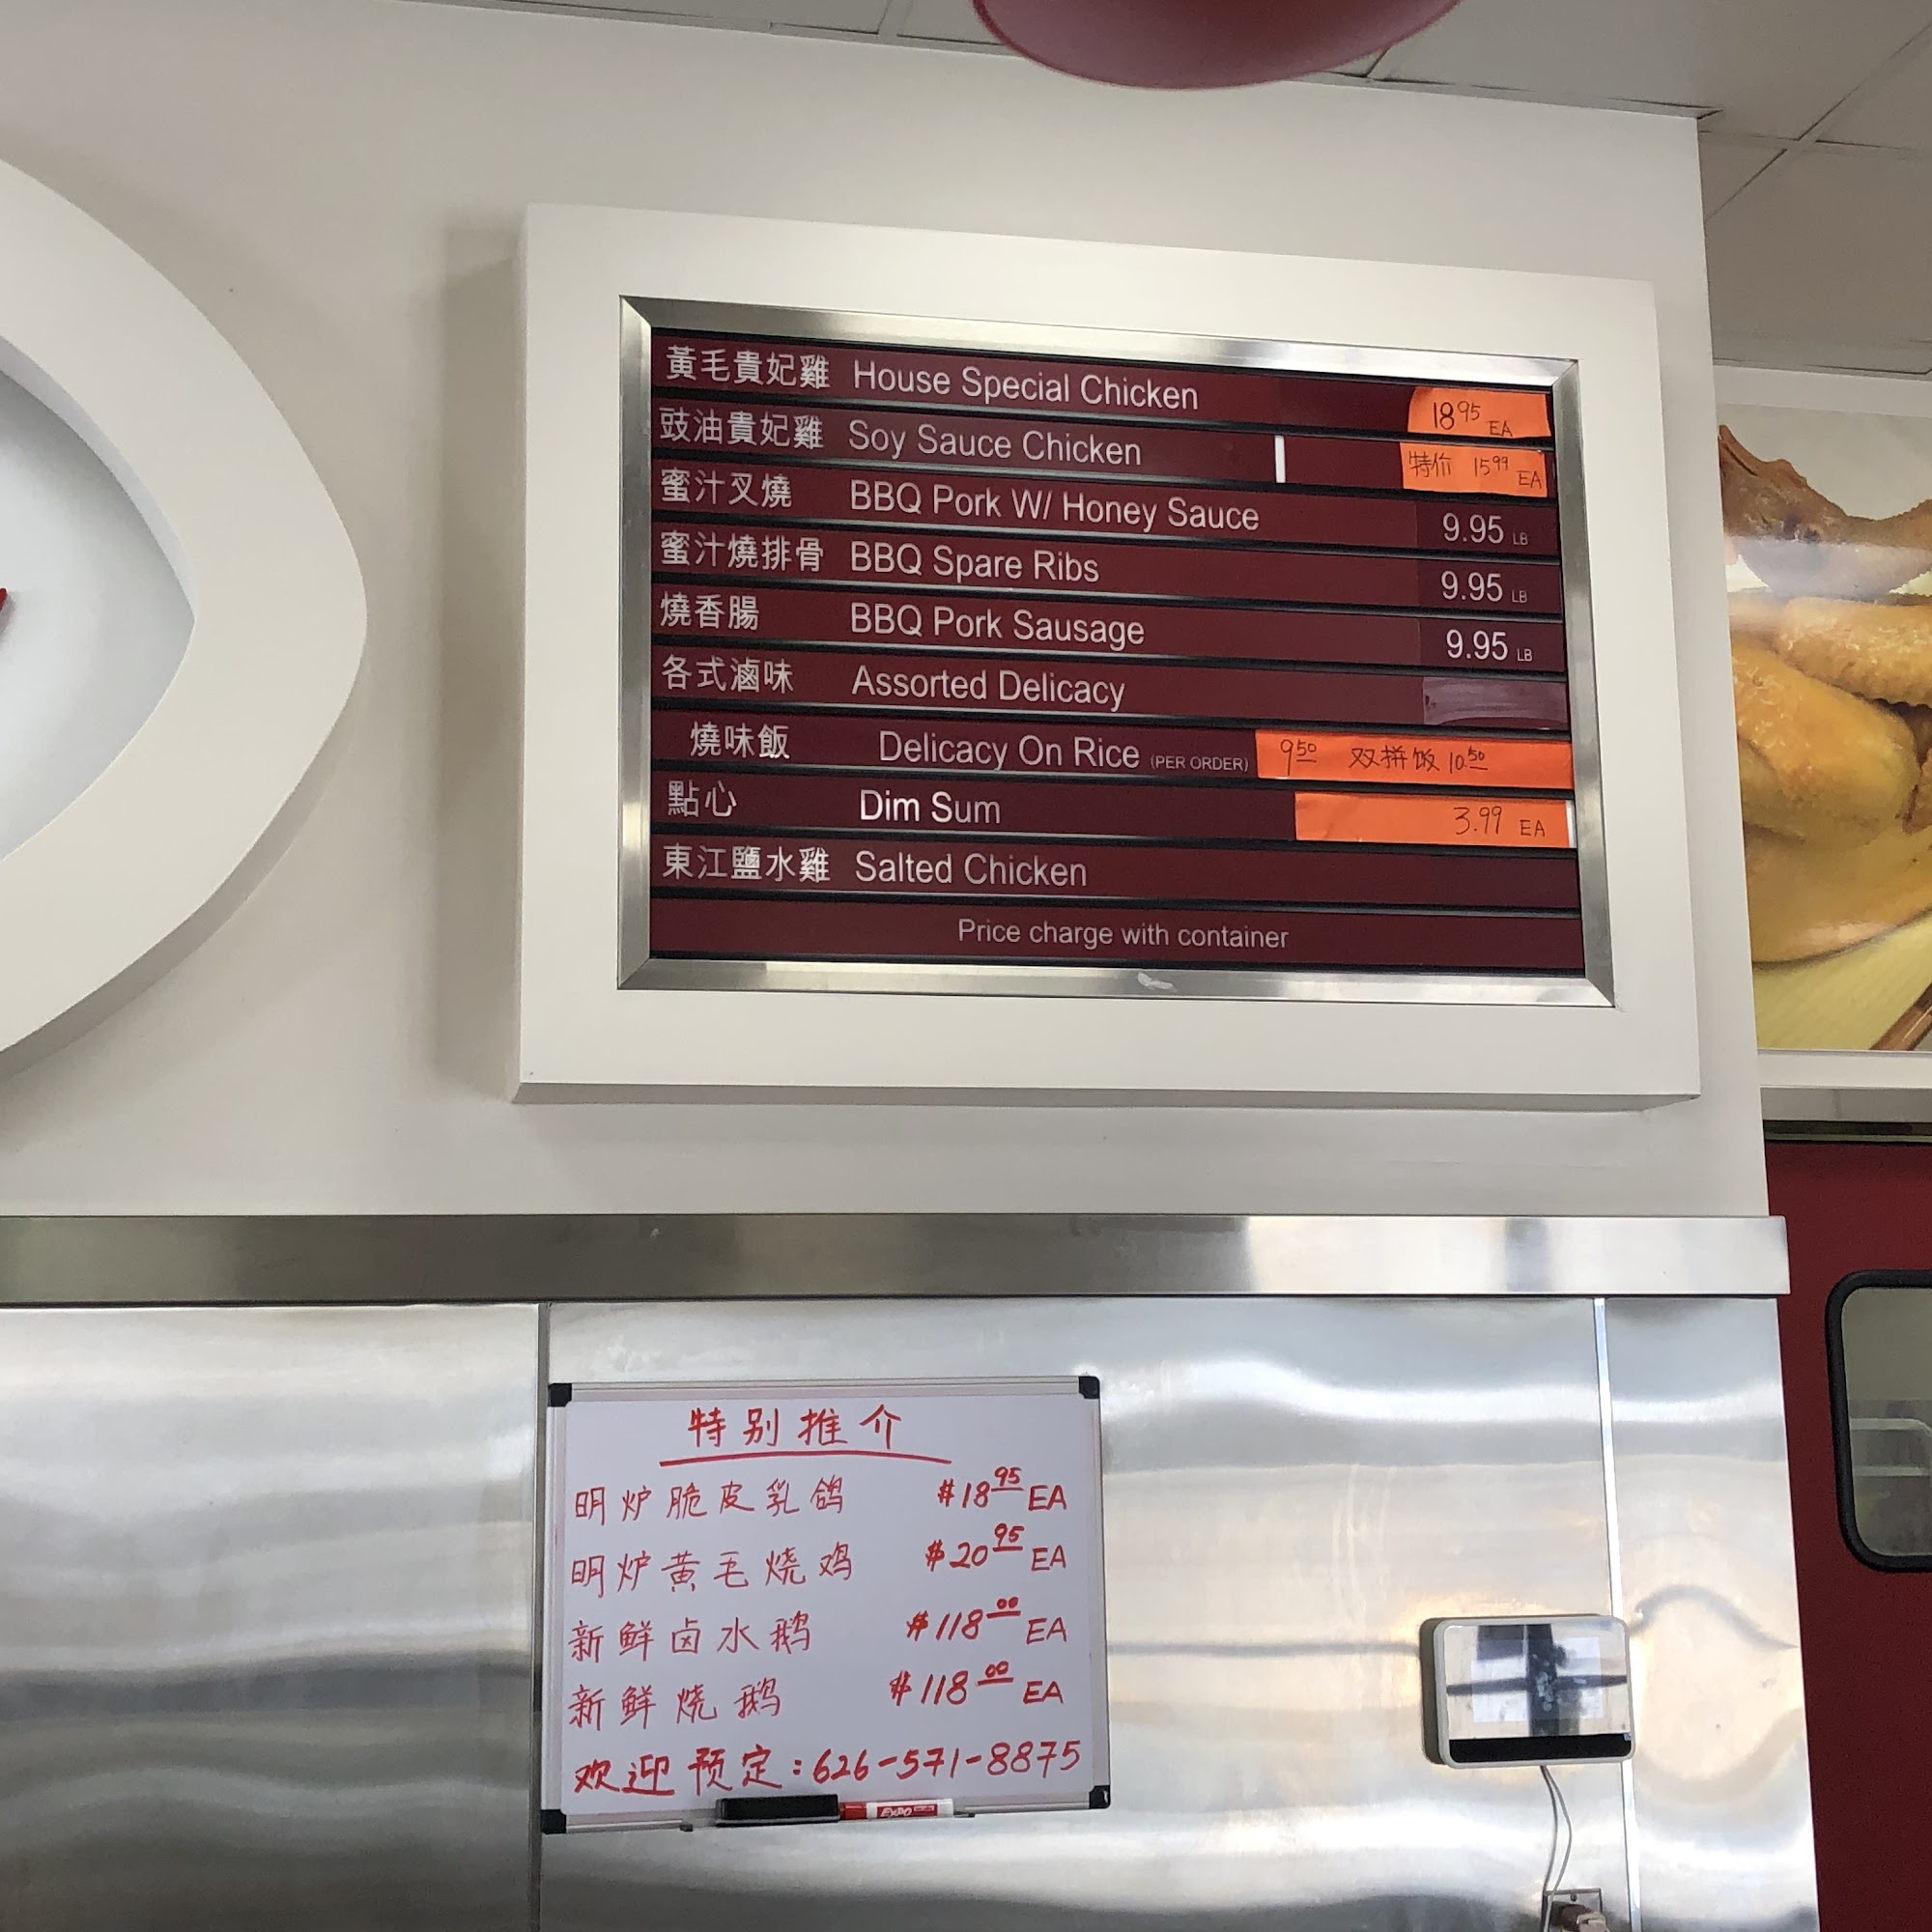 黃毛貴妃雞 House Special Chicken 18.95 EA
豉油貴妃雞 Soy Sauce Chicken 特价 15.99 EA
蜜汁叉燒 BBQ Pork W/ Honey Sauce 9.95 LB
蜜汁燒排骨 BBQ Spare Ribs 9.95 LB
燒香腸 BBQ Pork Sausage 9.95 LB
各式滷味 Assorted Delicacy
燒味飯 Delicacy On Rice (PER ORDER) 9.50 双拼饭 10.50
點心 Dim Sum 3.99 EA
東江鹽水雞 Salted Chicken
Price charge with container
特别推介
明炉脆皮乳鸽 $18.95 EA
明炉黄毛烧鸡 $20.95 EA
新鲜卤水鹅 $118.00 EA
新鲜烧鹅 $118.00 EA
欢迎预定:626-571-8875
EXPO